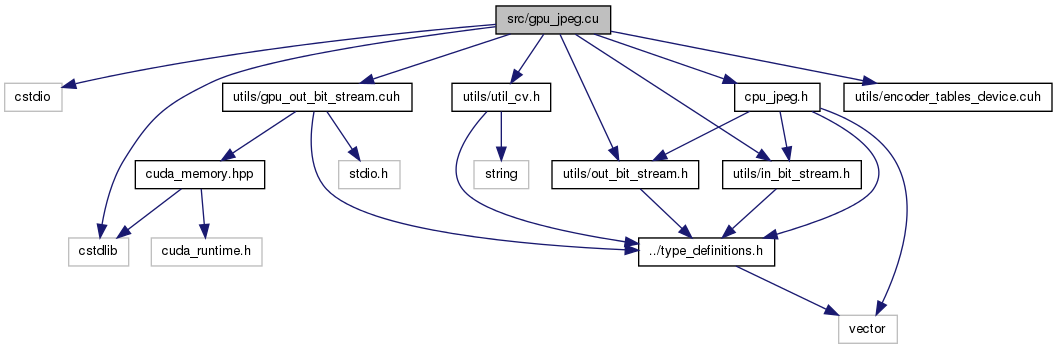 src/gpu_jpeg.cu
cstdio
utils/gpu_out_bit_stream.cuh
utils/util_cv.h
cpu_jpeg.h
utils/encoder_tables_device.cuh
cuda_memory.hpp
stdio.h
string
utils/out_bit_stream.h
utils/in_bit_stream.h
cstdlib
cuda_runtime.h
../type_definitions.h
vector